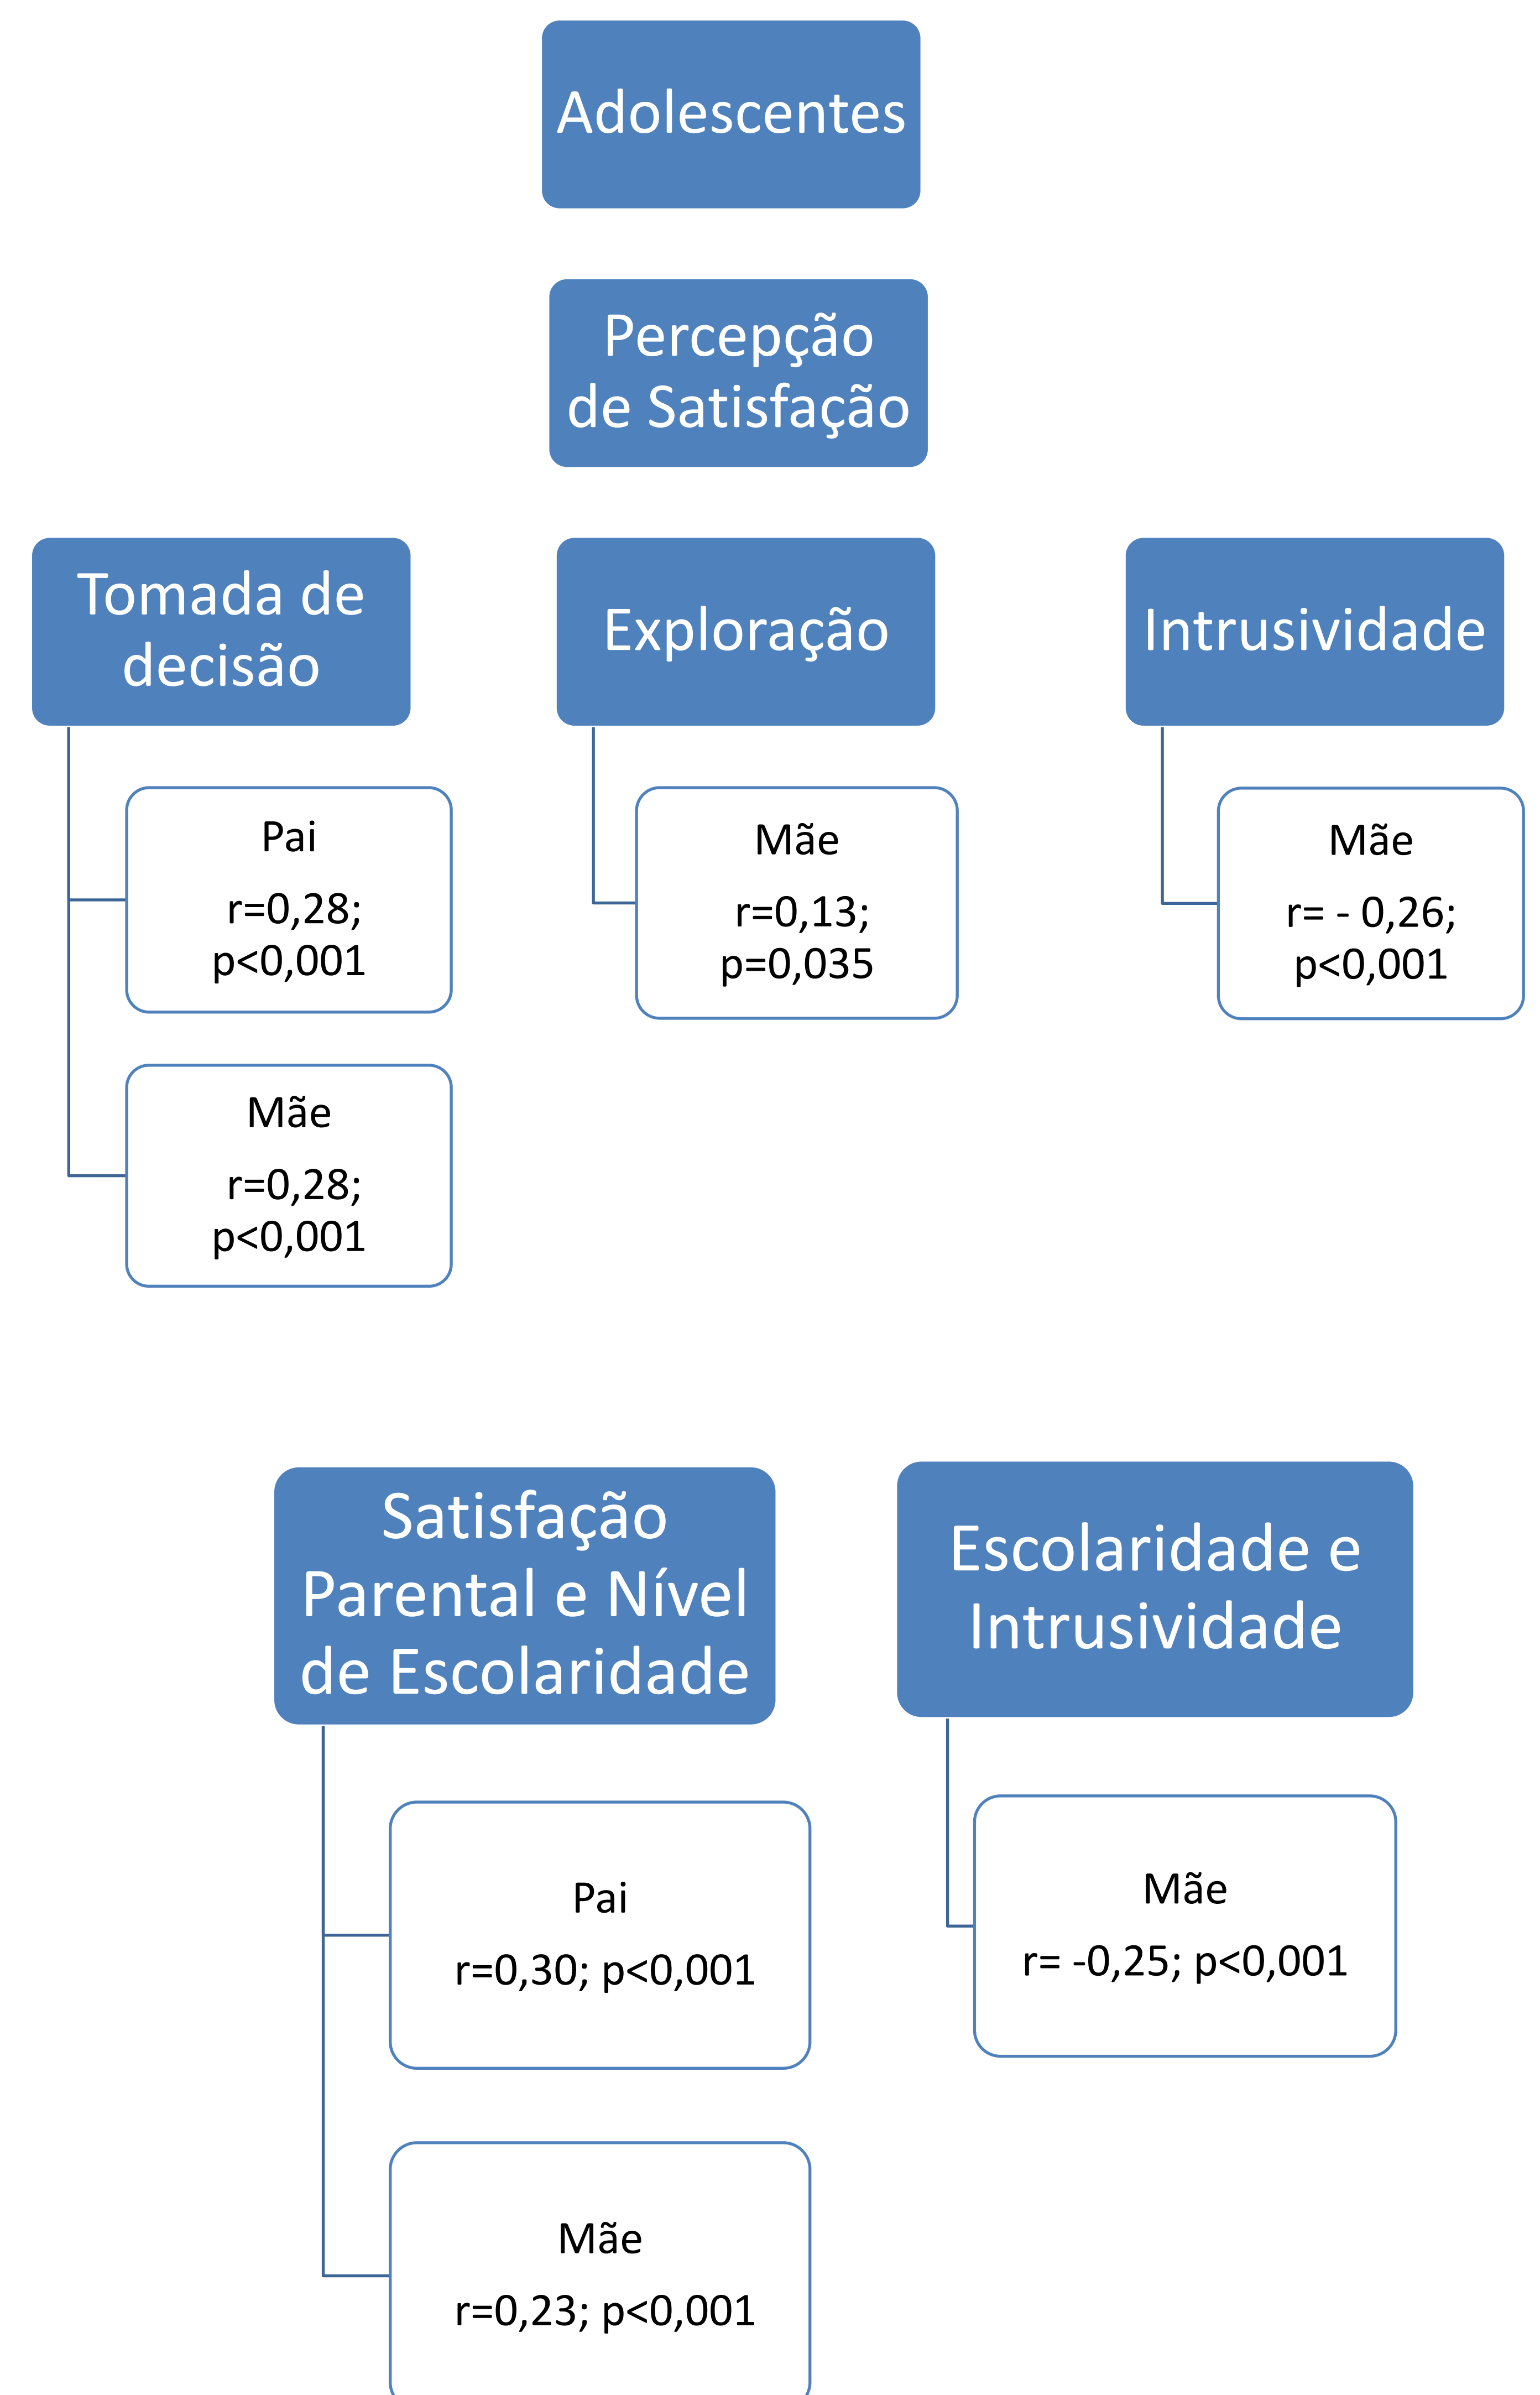 Adolescentes
Percepção
de Satisfação
Tomada de
decisão
Exploração
Intrusividade
Pai
r=0,28;
p<0,001
Mãe
r=0,13;
p=0,035
Mãe
r= - 0,26;
p<0,001
Mãe
r=0,28;
p<0,001
Satisfação
Parental e Nível
de Escolaridade
Escolaridade e
Intrusividade
Pai
r=0,30; p<0,001
Mãe
r= -0,25; p<0,001
Mãe
r=0,23; p<0,001